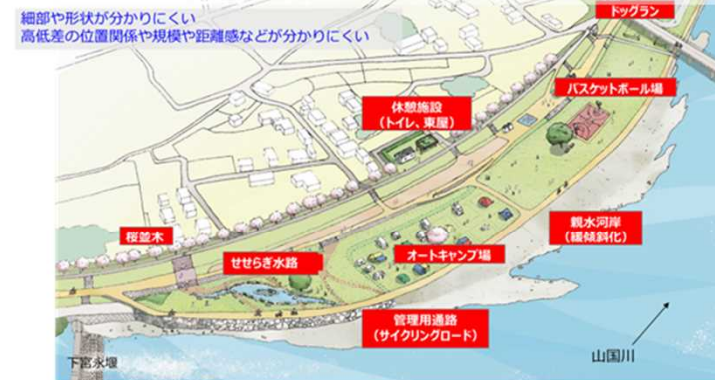 細部や形状が分かりにくい
高低差の位置関係や規模や距離感などが分かりにくい
ドッグラン
バスケットボール場
休憩施設
(トイレ、東屋)
桜並木
せせらぎ水路
オートキャンプ場
親水河岸
(緩傾斜化)
管理用通路
(サイクリングロード)
下宮永堰
山国川